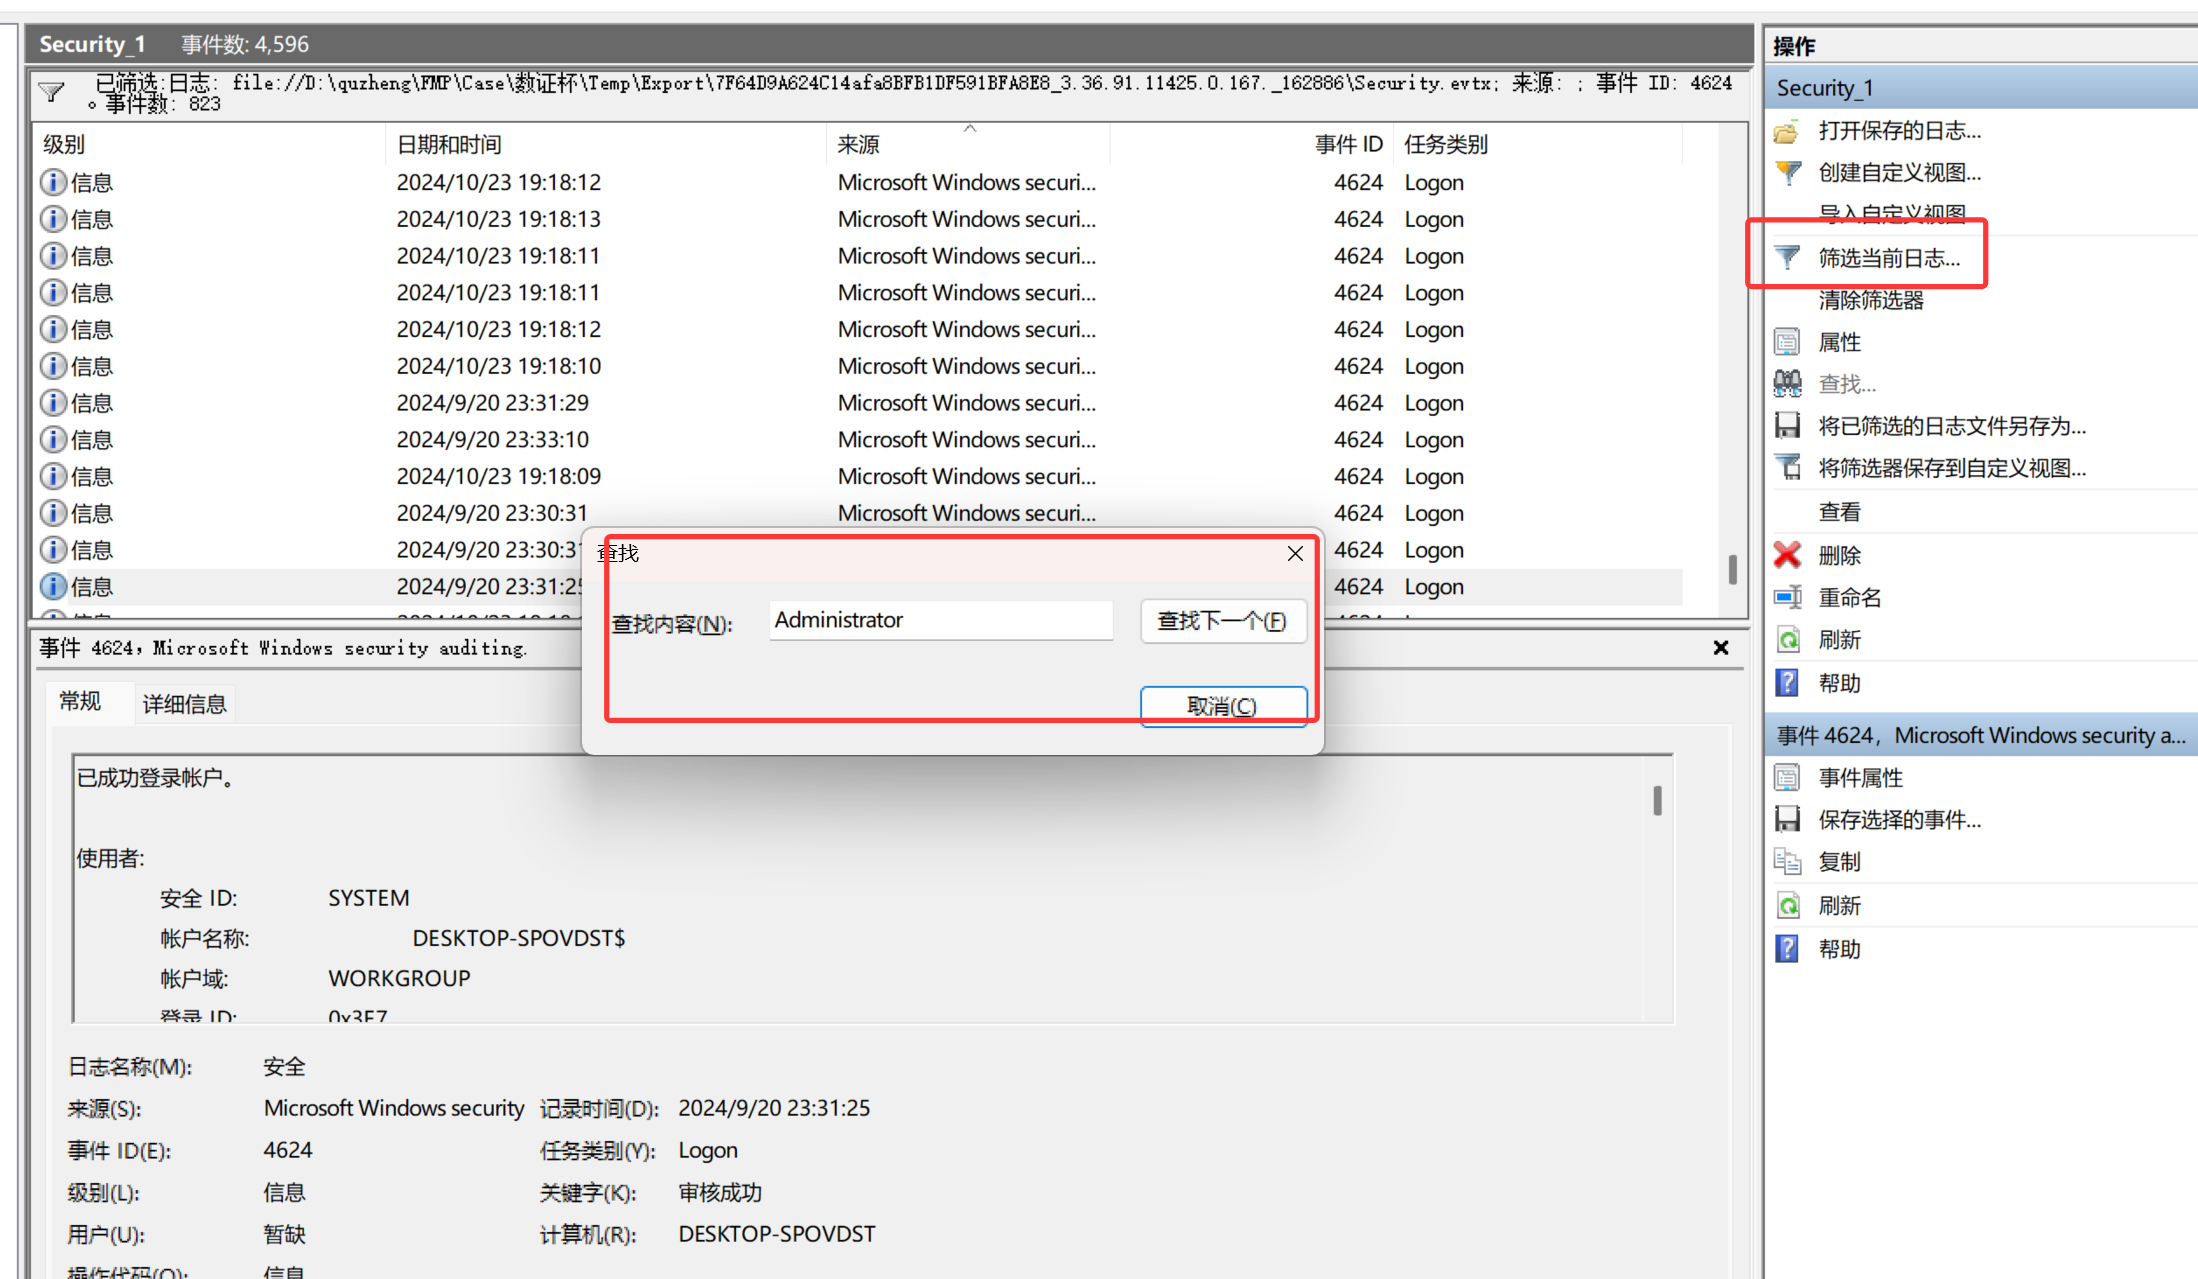 Security_1 事件数: 4,596
已筛选:日志: file://D:\quzheng\FMP\Case\数证杯\Temp\Export\7F64D9A624C14afa8BFB1DF591BFA8E8_3.36.91.11425.0.167._162886\Security.evtx; 来源: ; 事件 ID: 4624
。事件数: 823
级别 日期和时间 来源 事件 ID 任务类别
信息 2024/10/23 19:18:12 Microsoft Windows securi... 4624 Logon
信息 2024/10/23 19:18:13 Microsoft Windows securi... 4624 Logon
信息 2024/10/23 19:18:11 Microsoft Windows securi... 4624 Logon
信息 2024/10/23 19:18:11 Microsoft Windows securi... 4624 Logon
信息 2024/10/23 19:18:12 Microsoft Windows securi... 4624 Logon
信息 2024/10/23 19:18:10 Microsoft Windows securi... 4624 Logon
信息 2024/9/20 23:31:29 Microsoft Windows securi... 4624 Logon
信息 2024/9/20 23:33:10 Microsoft Windows securi... 4624 Logon
信息 2024/10/23 19:18:09 Microsoft Windows securi... 4624 Logon
信息 2024/9/20 23:30:31 Microsoft Windows securi... 4624 Logon
信息 2024/9/20 23:30:31 4624 Logon
信息 2024/9/20 23:31:25 4624 Logon
查找
查找内容(N): Administrator 查找下一个(F)
取消(C)
事件 4624, Microsoft Windows security auditing.
常规 详细信息
已成功登录帐户。
使用者:
安全 ID: SYSTEM
帐户名称: DESKTOP-SPOVDST$
帐户域: WORKGROUP
登录 ID: 0x3E7
日志名称(M): 安全
来源(S): Microsoft Windows security 记录时间(D): 2024/9/20 23:31:25
事件 ID(E): 4624 任务类别(Y): Logon
级别(L): 信息 关键字(K): 审核成功
用户(U): 暂缺 计算机(R): DESKTOP-SPOVDST
操作代码(O): 信息
操作
Security_1
打开保存的日志...
创建自定义视图...
导入自定义视图...
筛选当前日志...
清除筛选器
属性
查找...
将已筛选的日志文件另存为...
将筛选器保存到自定义视图...
查看
删除
重命名
刷新
帮助
事件 4624, Microsoft Windows security a...
事件属性
保存选择的事件...
复制
刷新
帮助